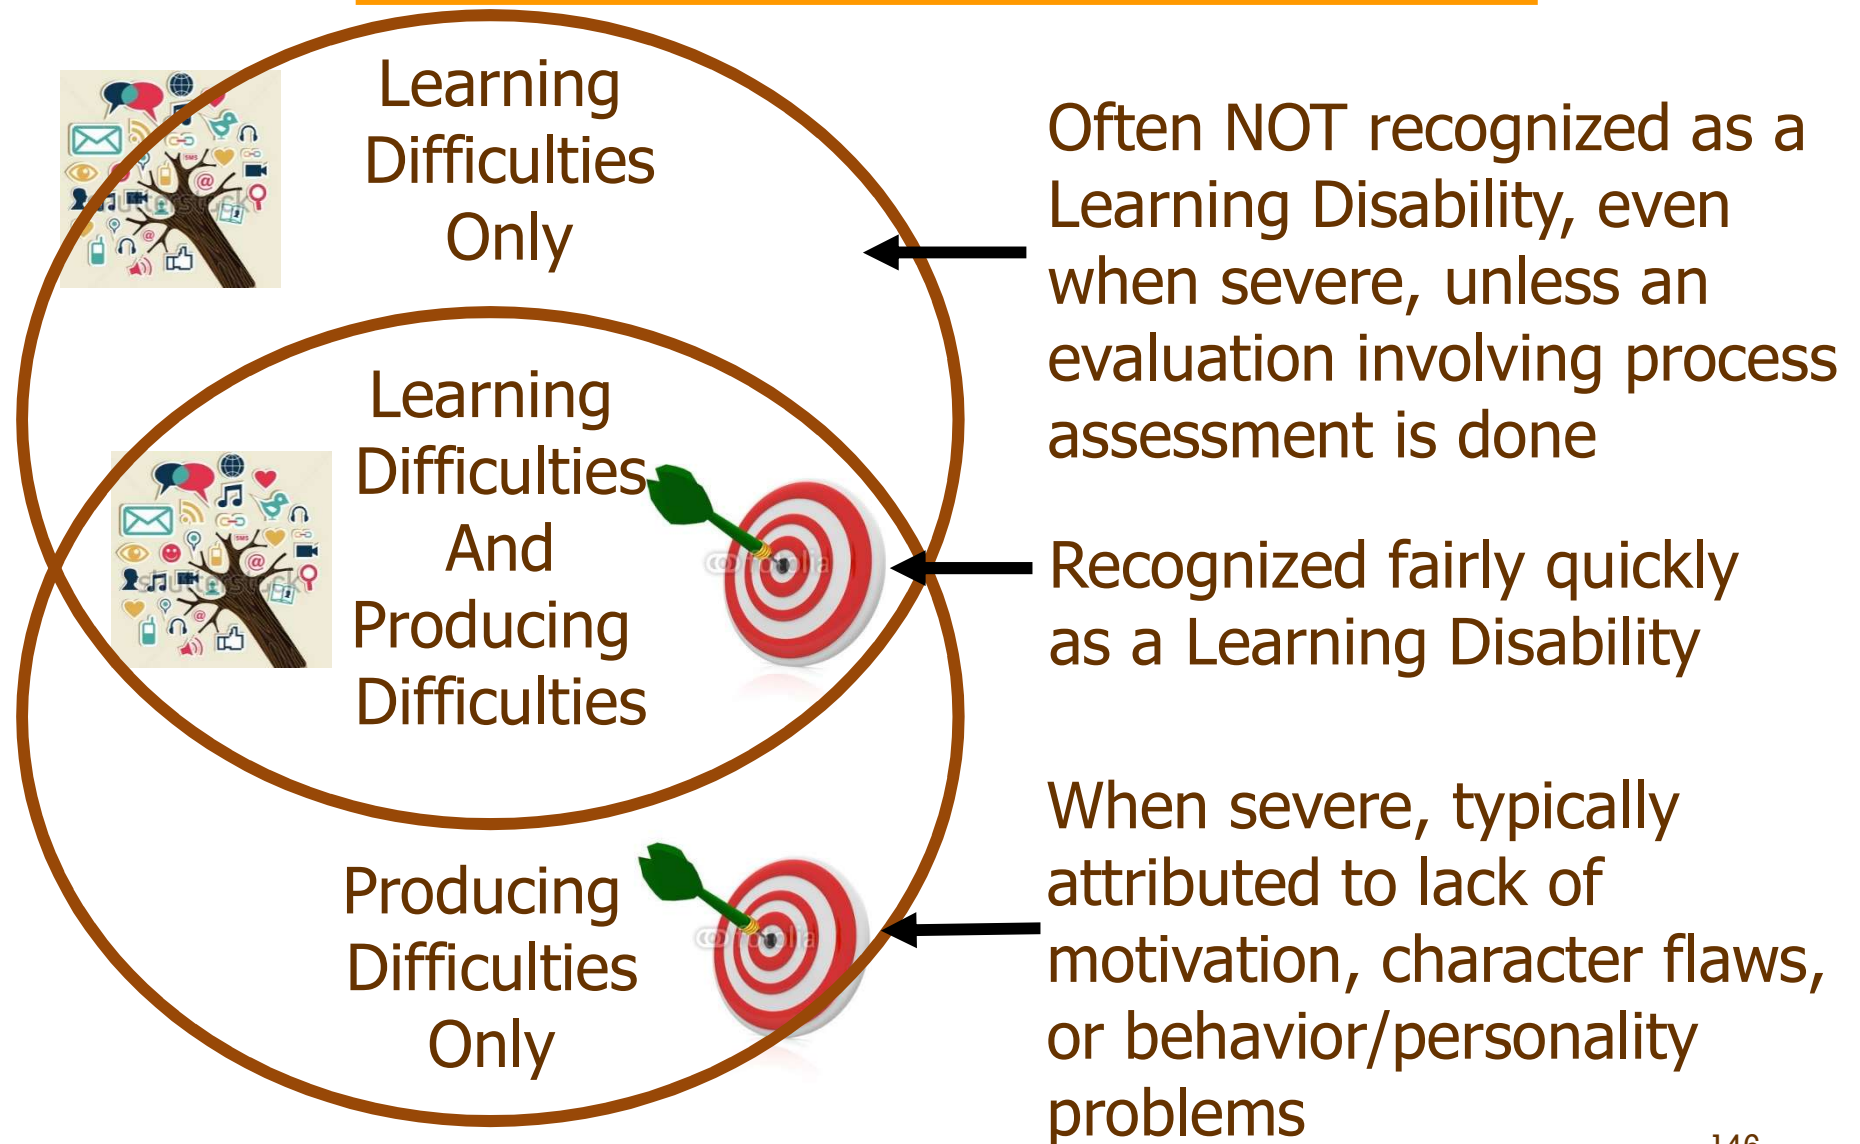 Learning
Difficulties
Only
Often NOT recognized as a
Learning Disability, even
when severe, unless an
evaluation involving process
assessment is done
Learning
Difficulties
And
Producing
Difficulties
Recognized fairly quickly
as a Learning Disability
Producing
Difficulties
Only
When severe, typically
attributed to lack of
motivation, character flaws,
or behavior/personality
problems
146